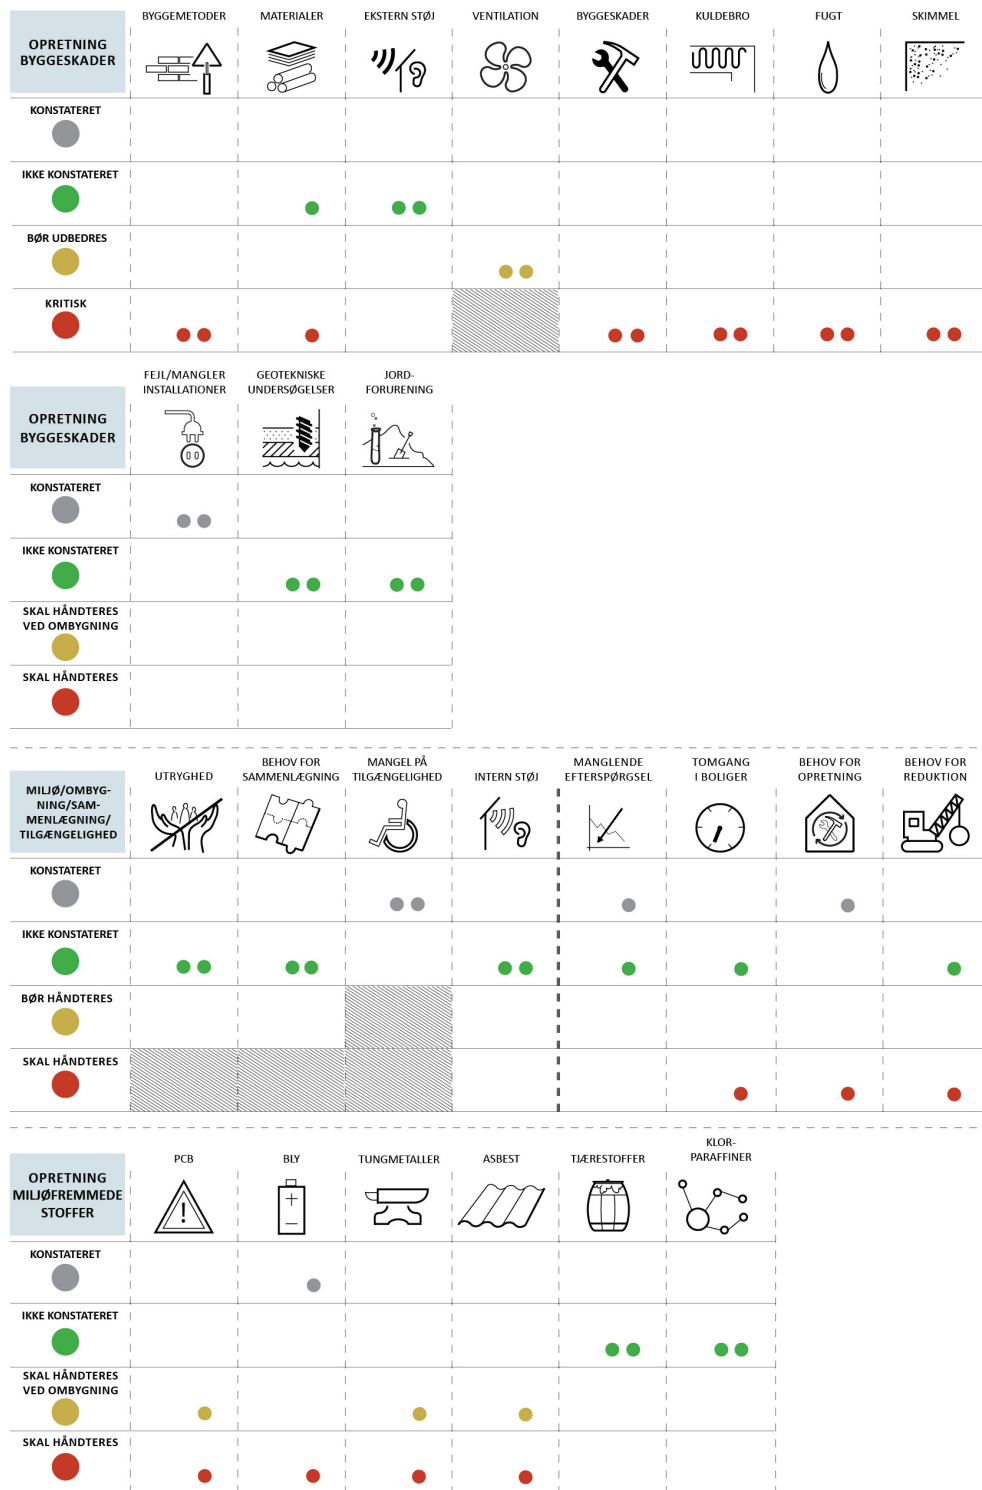 BYGGEMETODER
MATERIALER
EKSTERN STØJ
VENTILATION
BYGGESKADER
KULDEBRO
FUGT
SKIMMEL
OPRETNING
BYGGESKADER
KONSTATERET
IKKE KONSTATERET
BØR UDBEDRES
KRITISK
FEJL/MANGLER
INSTALLATIONER
GEOTEKNISKE
UNDERSØGELSER
JORD-
FORURENING
OPRETNING
BYGGESKADER
KONSTATERET
IKKE KONSTATERET
SKAL HÅNDTERES
VED OMBYGNING
SKAL HÅNDTERES
UTRYGHED
BEHOV FOR
SAMMENLÆGNING
MANGEL PÅ
TILGÆNGELIGHED
INTERN STØJ
MANGLENDE
EFTERSPØRGSEL
TOMGANG
I BOLIGER
BEHOV FOR
OPRETNING
BEHOV FOR
REDUKTION
MILJØ/OMBYG-
NING/SAM-
MENLÆGNING/
TILGÆNGELIGHED
KONSTATERET
IKKE KONSTATERET
BØR HÅNDTERES
SKAL HÅNDTERES
PCB
BLY
TUNGMETALLER
ASBEST
TJÆRESTOFFER
KLOR-
PARAFFINER
OPRETNING
MILJØFREMMEDE
STOFFER
KONSTATERET
IKKE KONSTATERET
SKAL HÅNDTERES
VED OMBYGNING
SKAL HÅNDTERES